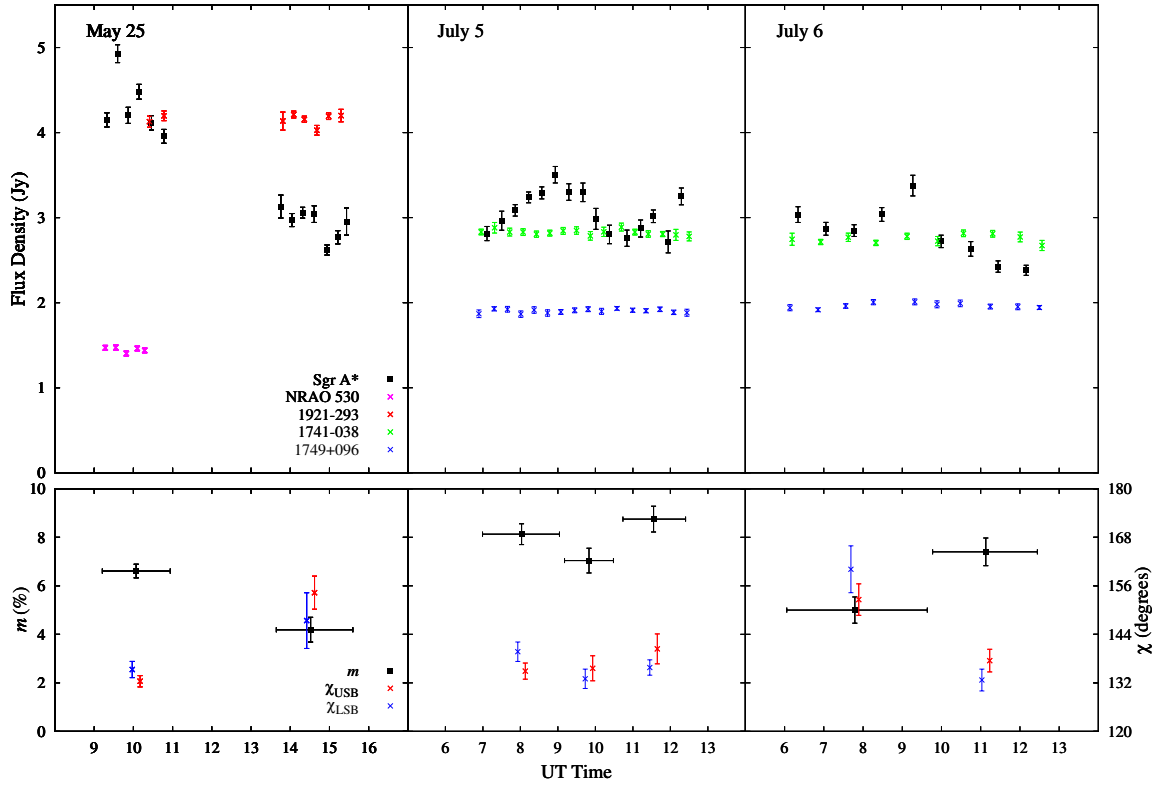 May 25
July 5
July 6
5
4
3
2
1
0
Flux Density (Jy)
Sgr A*
NRAO 530
1921-293
1741-038
1749+096
10
8
6
4
2
0
m (%)
m
χUSB
χLSB
180
168
156
144
132
120
χ (degrees)
9 10 11 12 13 14 15 16
7 8 9 10 11 12 13
6 7 8 9 10 11 12 13
UT Time